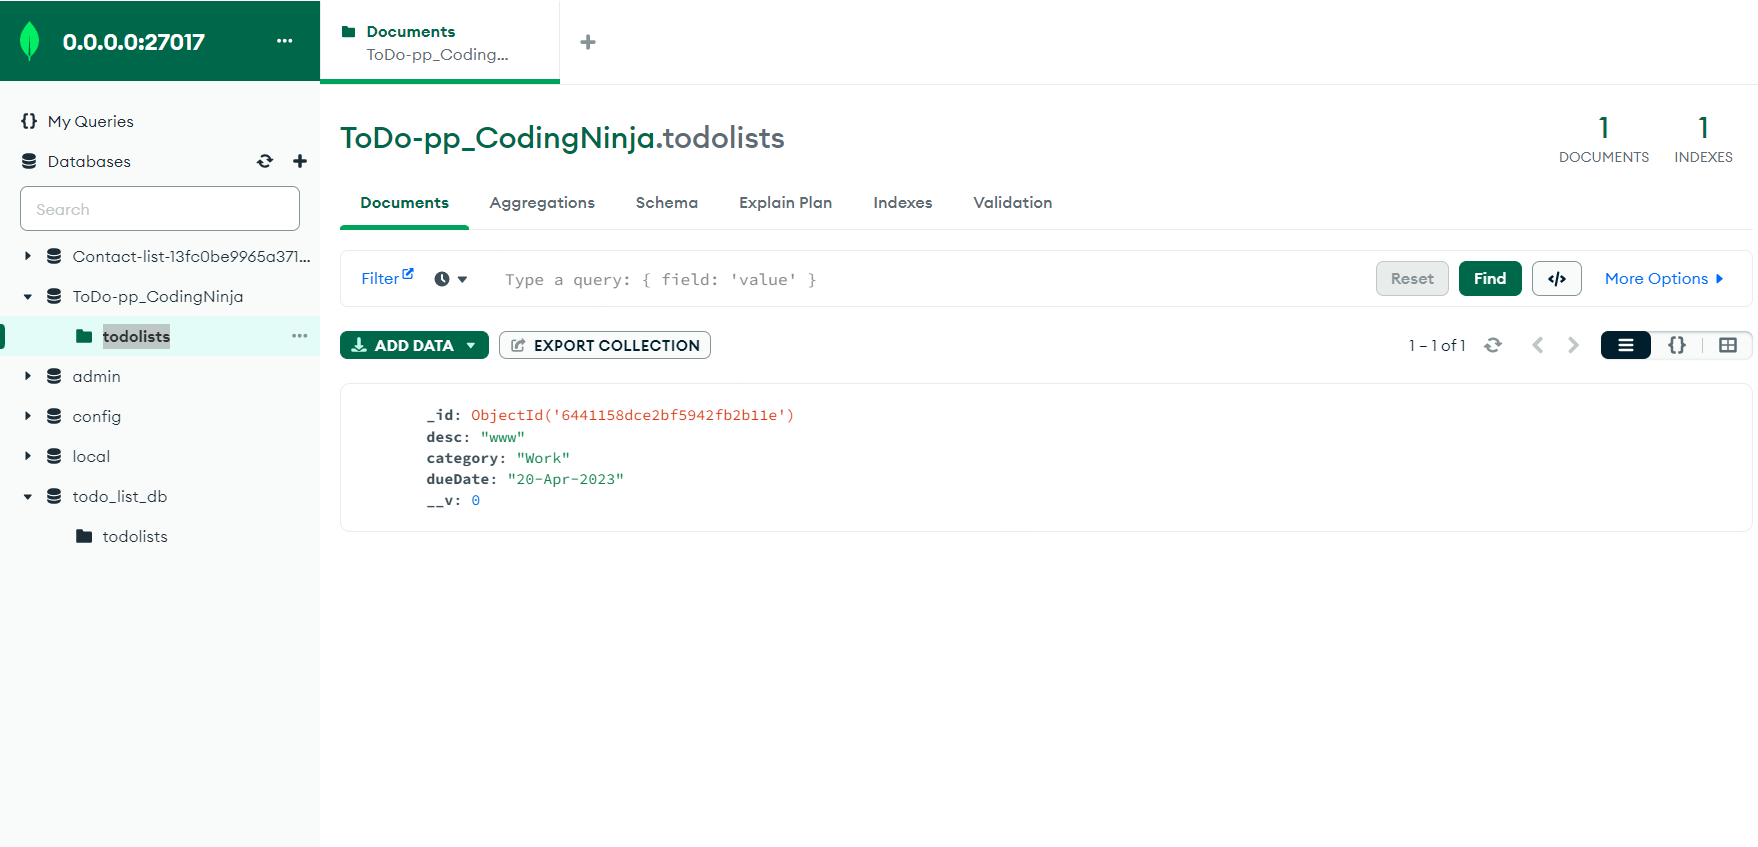 0.0.0.0:27017
My Queries
Databases
Search
Contact-list-13fc0be9965a371...
ToDo-pp_CodingNinja
todolists
admin
config
local
todo_list_db
todolists
Documents
ToDo-pp_Coding...
ToDo-pp_CodingNinja.todolists
1
DOCUMENTS
1
INDEXES
Documents Aggregations Schema Explain Plan Indexes Validation
Filter Type a query: { field: 'value' } Reset Find </> More Options
ADD DATA EXPORT COLLECTION 1 – 1 of 1 {}
_id: ObjectId('6441158dce2bf5942fb2b11e')
desc: "www"
category: "Work"
dueDate: "20-Apr-2023"
__v: 0